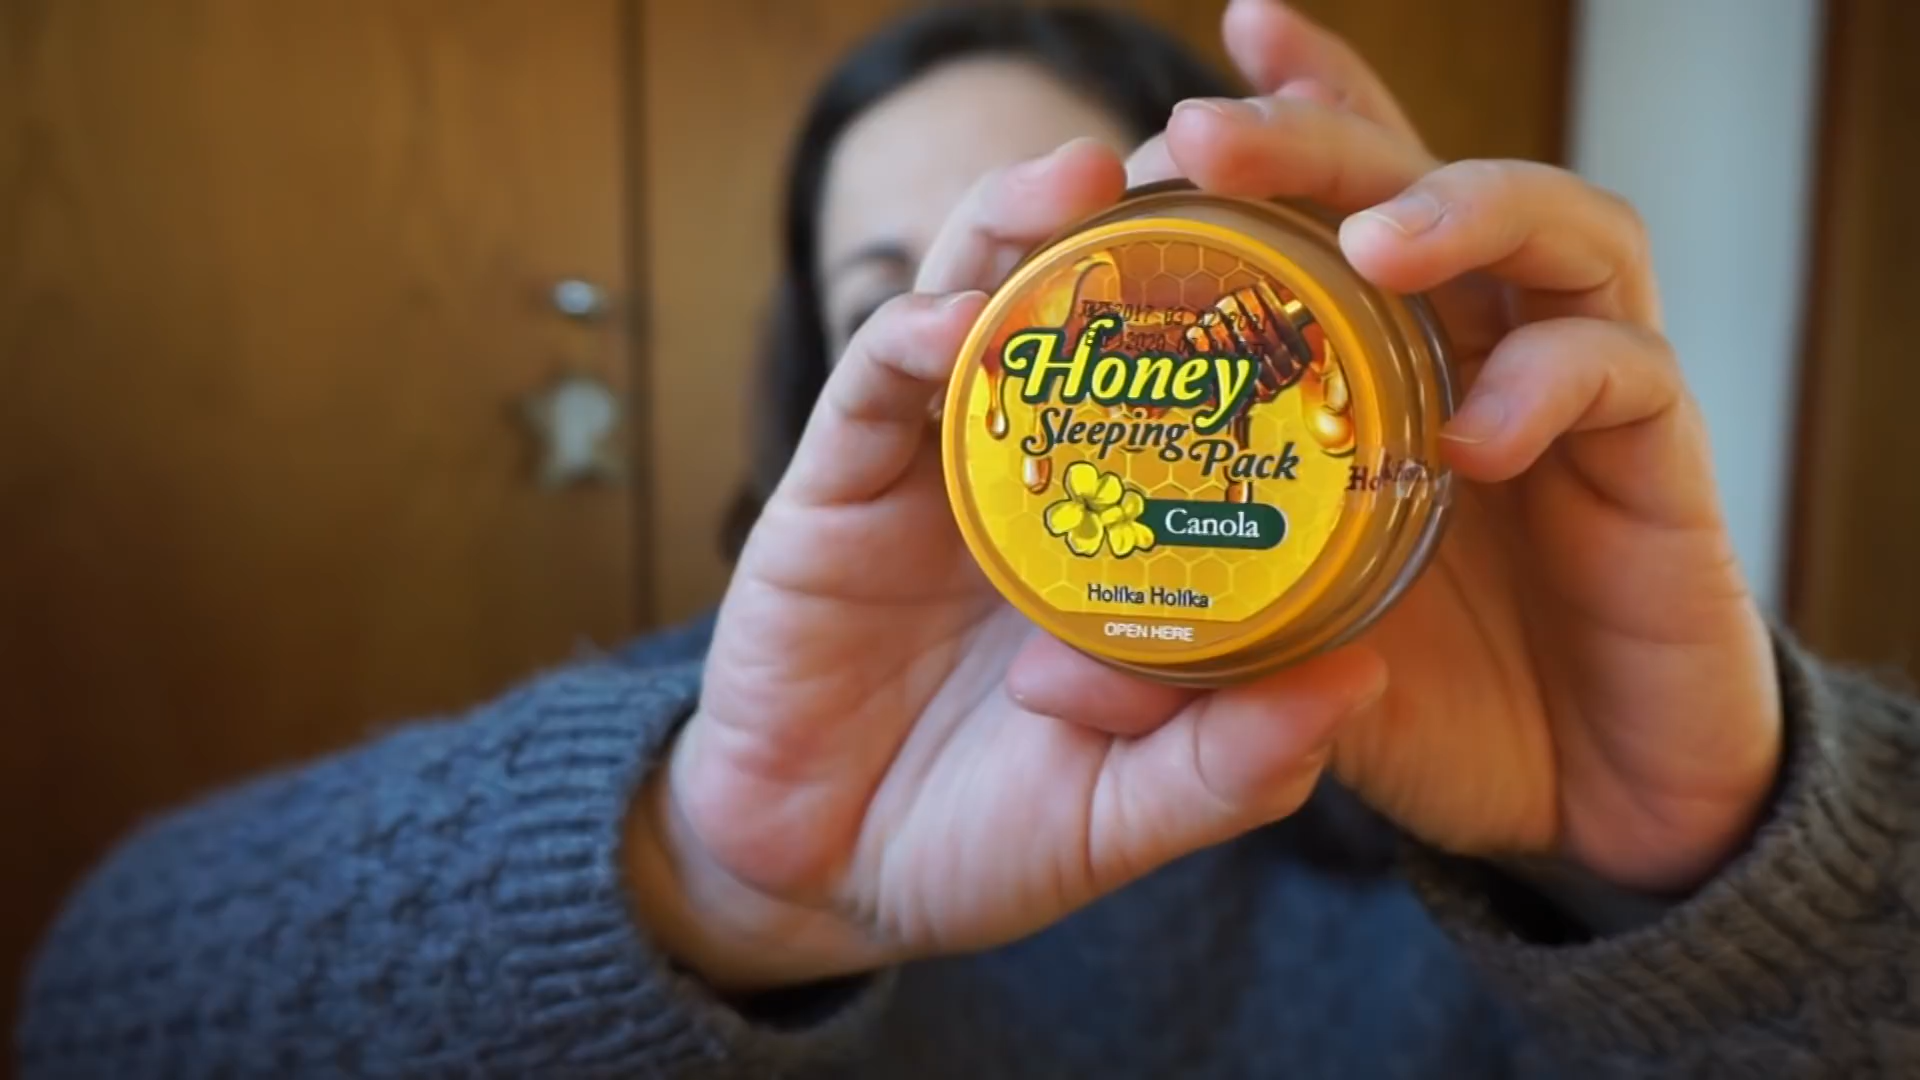 Honey
Sleeping Pack
Canola
Holika Holika
OPEN HERE